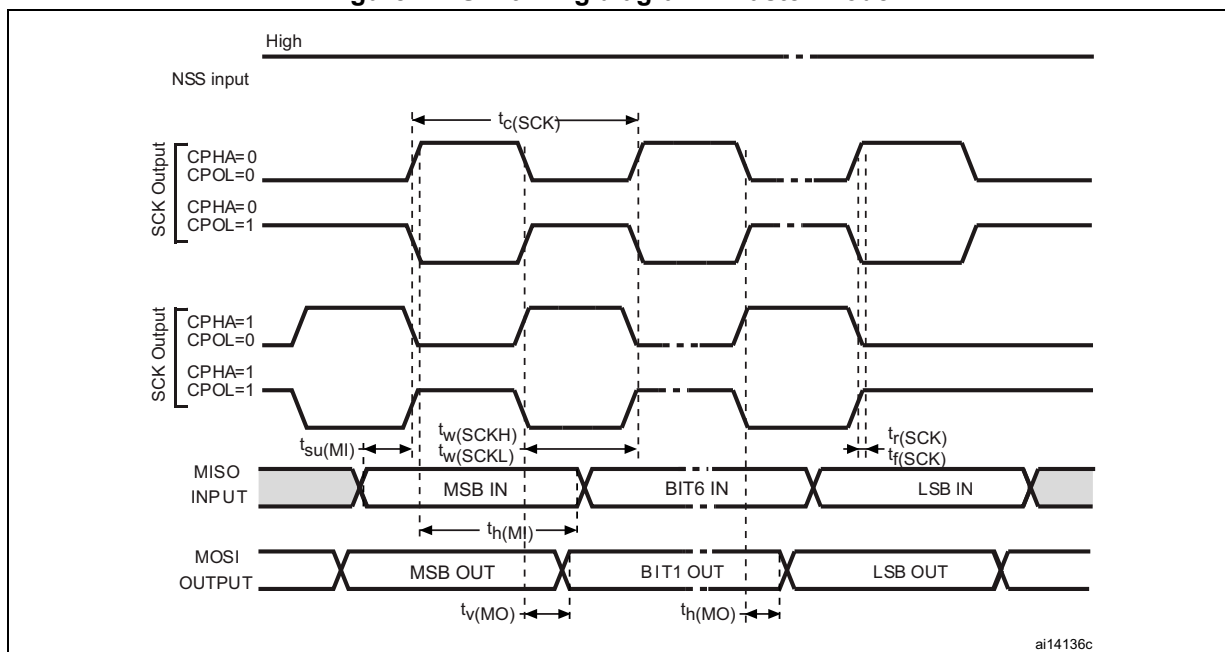 High
NSS input
tc(SCK)
SCK Output
CPHA=0
CPOL=0
CPHA=0
CPOL=1
SCK Output
CPHA=1
CPOL=0
CPHA=1
CPOL=1
tsu(MI)
tw(SCKH)
tw(SCKL)
tr(SCK)
tf(SCK)
MISO
INPUT
MSB IN
BIT6 IN
LSB IN
th(MI)
MOSI
OUTPUT
MSB OUT
BIT1 OUT
LSB OUT
tv(MO)
th(MO)
ai14136c